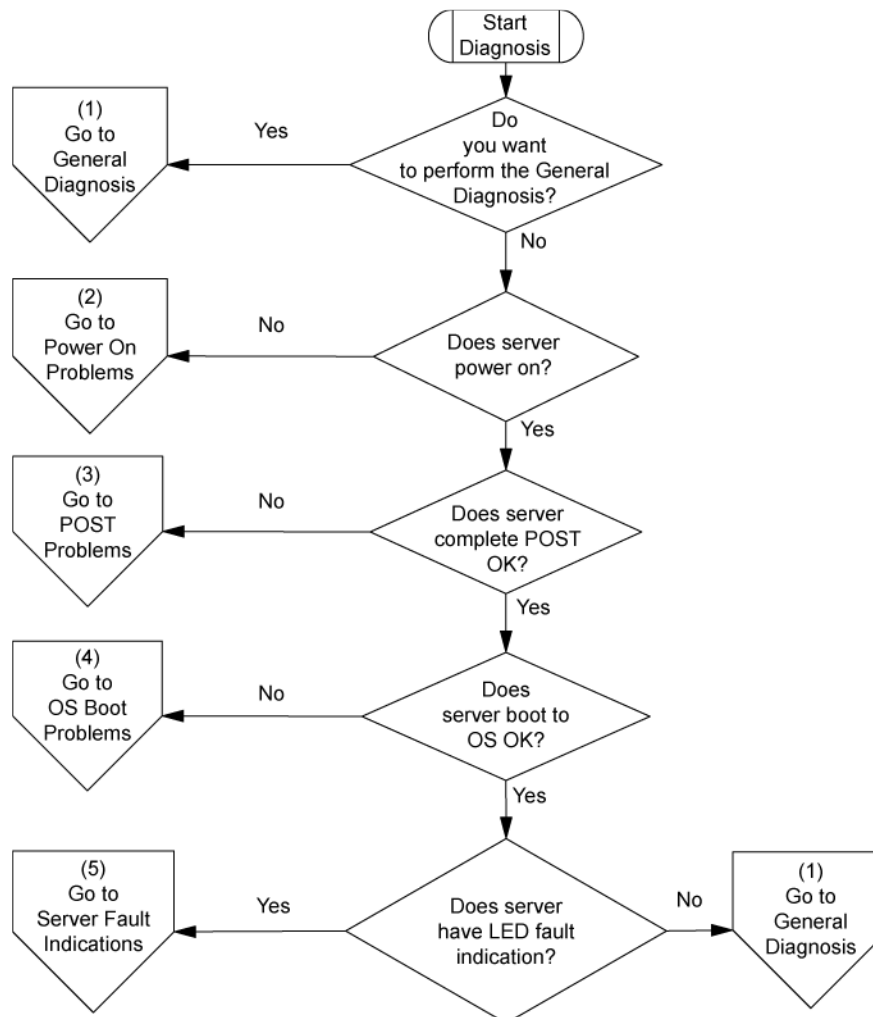 Start
Diagnosis
Do
you want
to perform the General
Diagnosis?
Yes
(1)
Go to
General
Diagnosis
No
Does server
power on?
No
(2)
Go to
Power On
Problems
Yes
Does server
complete POST
OK?
No
(3)
Go to
POST
Problems
Yes
Does
server boot to
OS OK?
No
(4)
Go to
OS Boot
Problems
Yes
Does server
have LED fault
indication?
Yes
(5)
Go to
Server Fault
Indications
No
(1)
Go to
General
Diagnosis